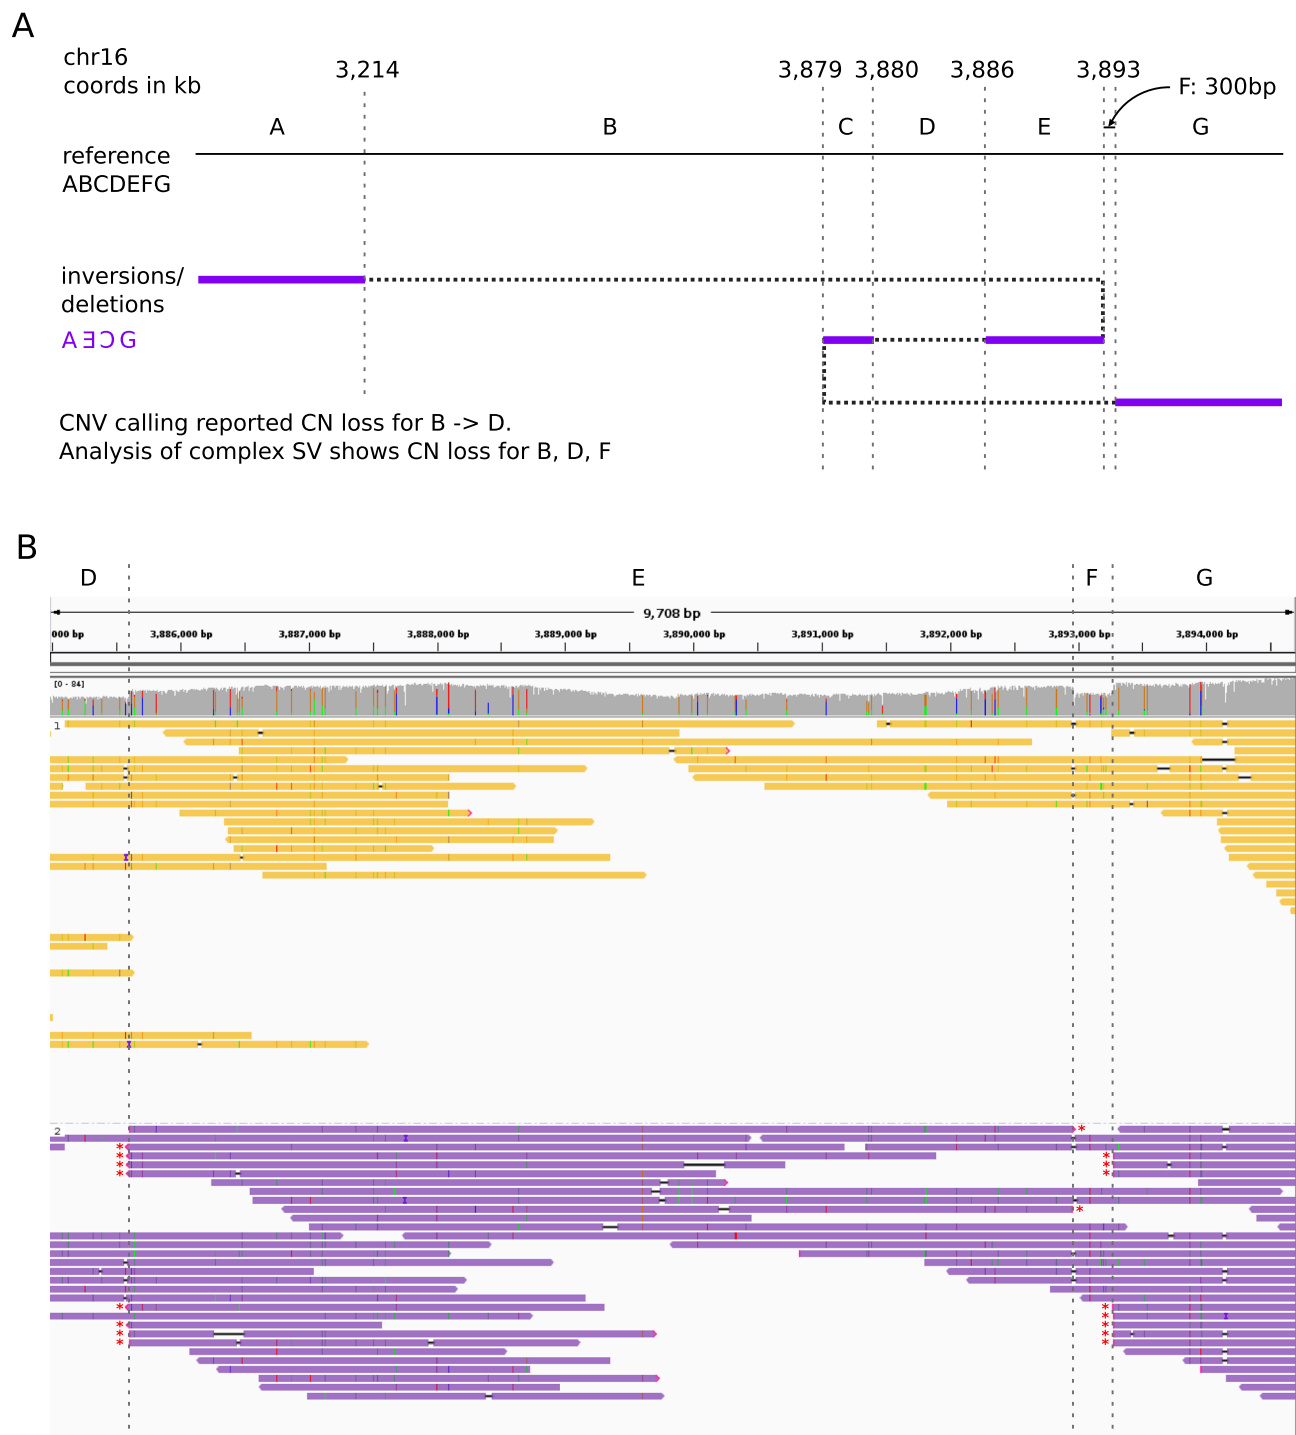 A
chr16
coords in kb
3,214
3,879
3,880
3,886
3,893
F: 300bp
A
B
C
D
E
G
reference
ABCDEFG
inversions/
deletions
A E C G
CNV calling reported CN loss for B -> D.
Analysis of complex SV shows CN loss for B, D, F
B
D
E
F
G
9,708 bp
000 bp
3,886,000 bp
3,887,000 bp
3,888,000 bp
3,889,000 bp
3,890,000 bp
3,891,000 bp
3,892,000 bp
3,893,000 bp
3,894,000 bp
[0 - 84]
1
2